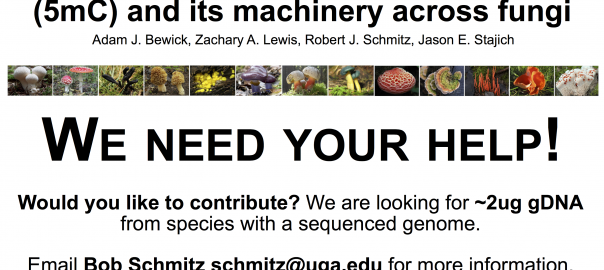 (5mC) and its machinery across fungi
Adam J. Bewick, Zachary A. Lewis, Robert J. Schmitz, Jason E. Stajich
WE NEED YOUR HELP!
Would you like to contribute? We are looking for ~2ug gDNA
from species with a sequenced genome.
Email Bob Schmitz schmitz@uga.edu for more information.